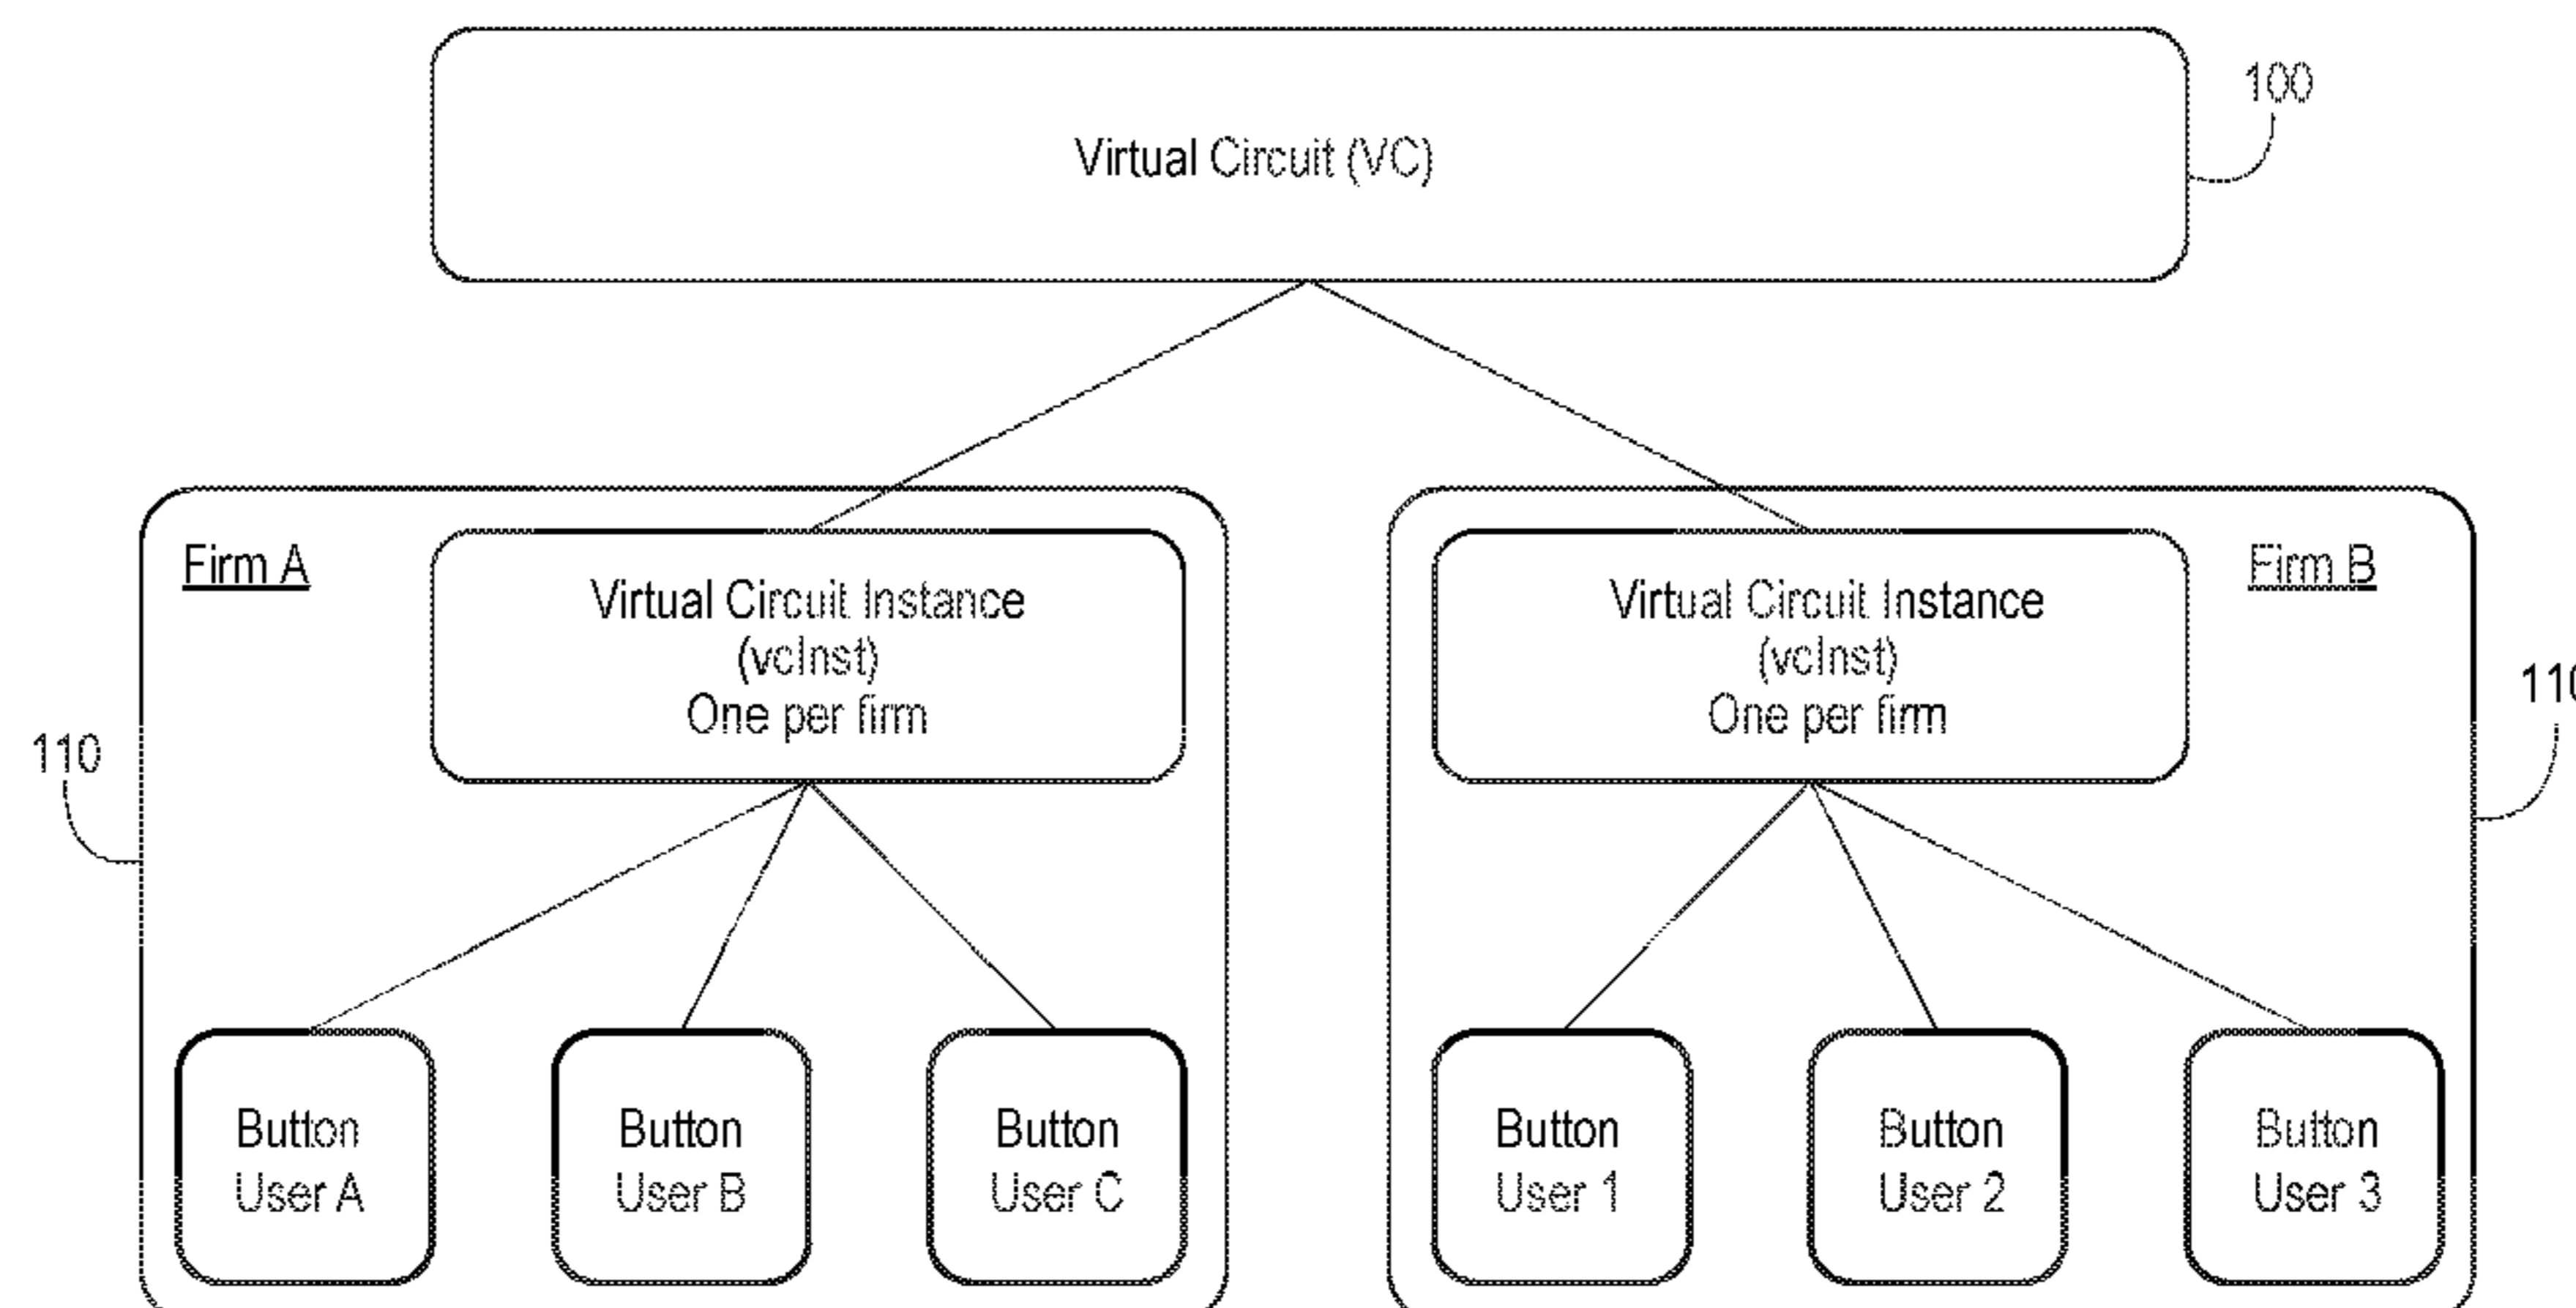 100
Virtual Circuit (VC)
Firm A
Virtual Circuit Instance
(vcInst)
One per firm
110
Button
User A
Button
User B
Button
User C
Firm B
Virtual Circuit Instance
(vcInst)
One per firm
110
Button
User 1
Button
User 2
Button
User 3